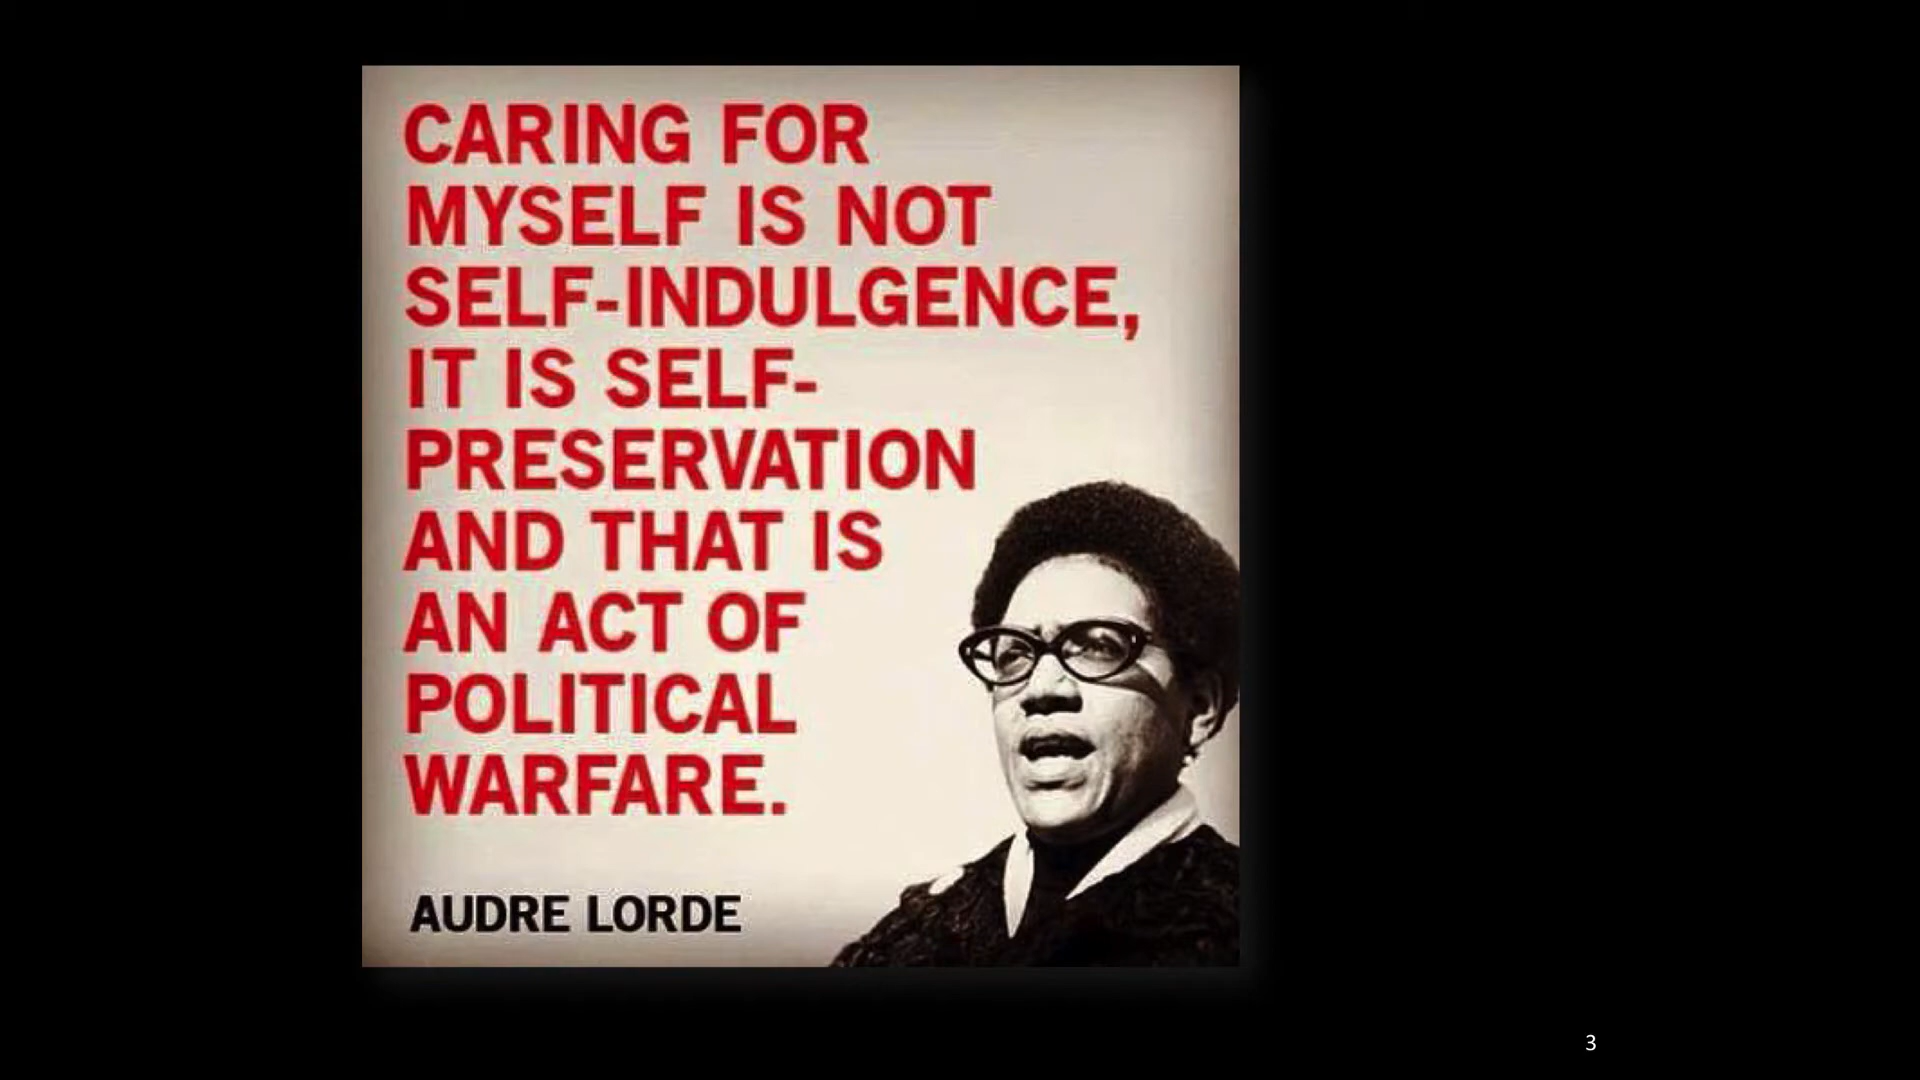 CARING FOR
MYSELF IS NOT
SELF-INDULGENCE,
IT IS SELF-
PRESERVATION
AND THAT IS
AN ACT OF
POLITICAL
WARFARE.
AUDRE LORDE
3